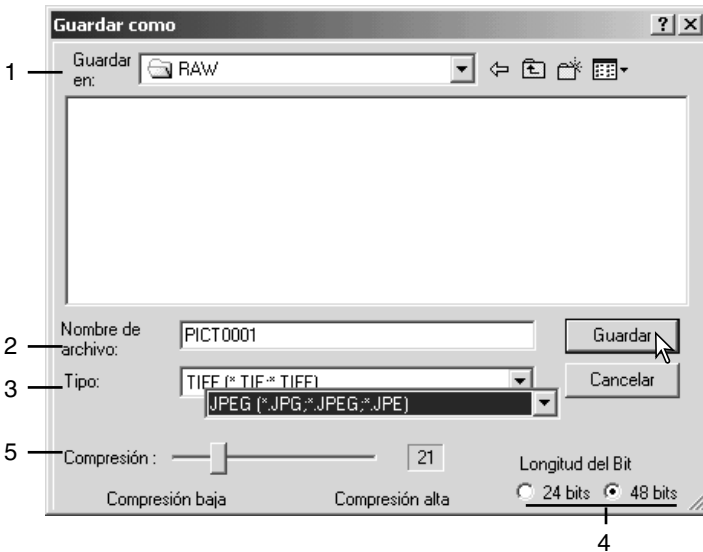 Guardar como
1
Guardar en:
RAW
2
Nombre de archivo:
PICT0001
Guardar
3
Tipo:
TIFF (*.TIF;*.TIFF)
Cancelar
JPEG (*.JPG;*.JPEG;*.JPE)
5
Compresión :
21
Longitud del Bit
Compresión baja
Compresión alta
24 bits
48 bits
4